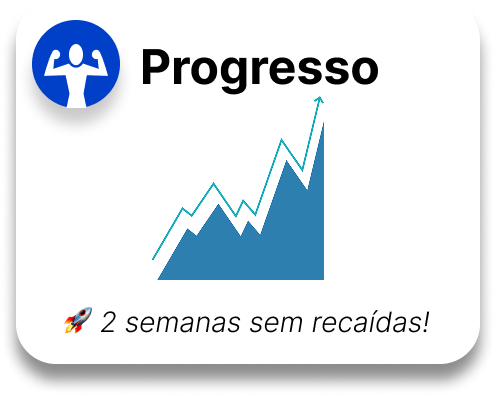 Progresso
🚀 2 semanas sem recaídas!